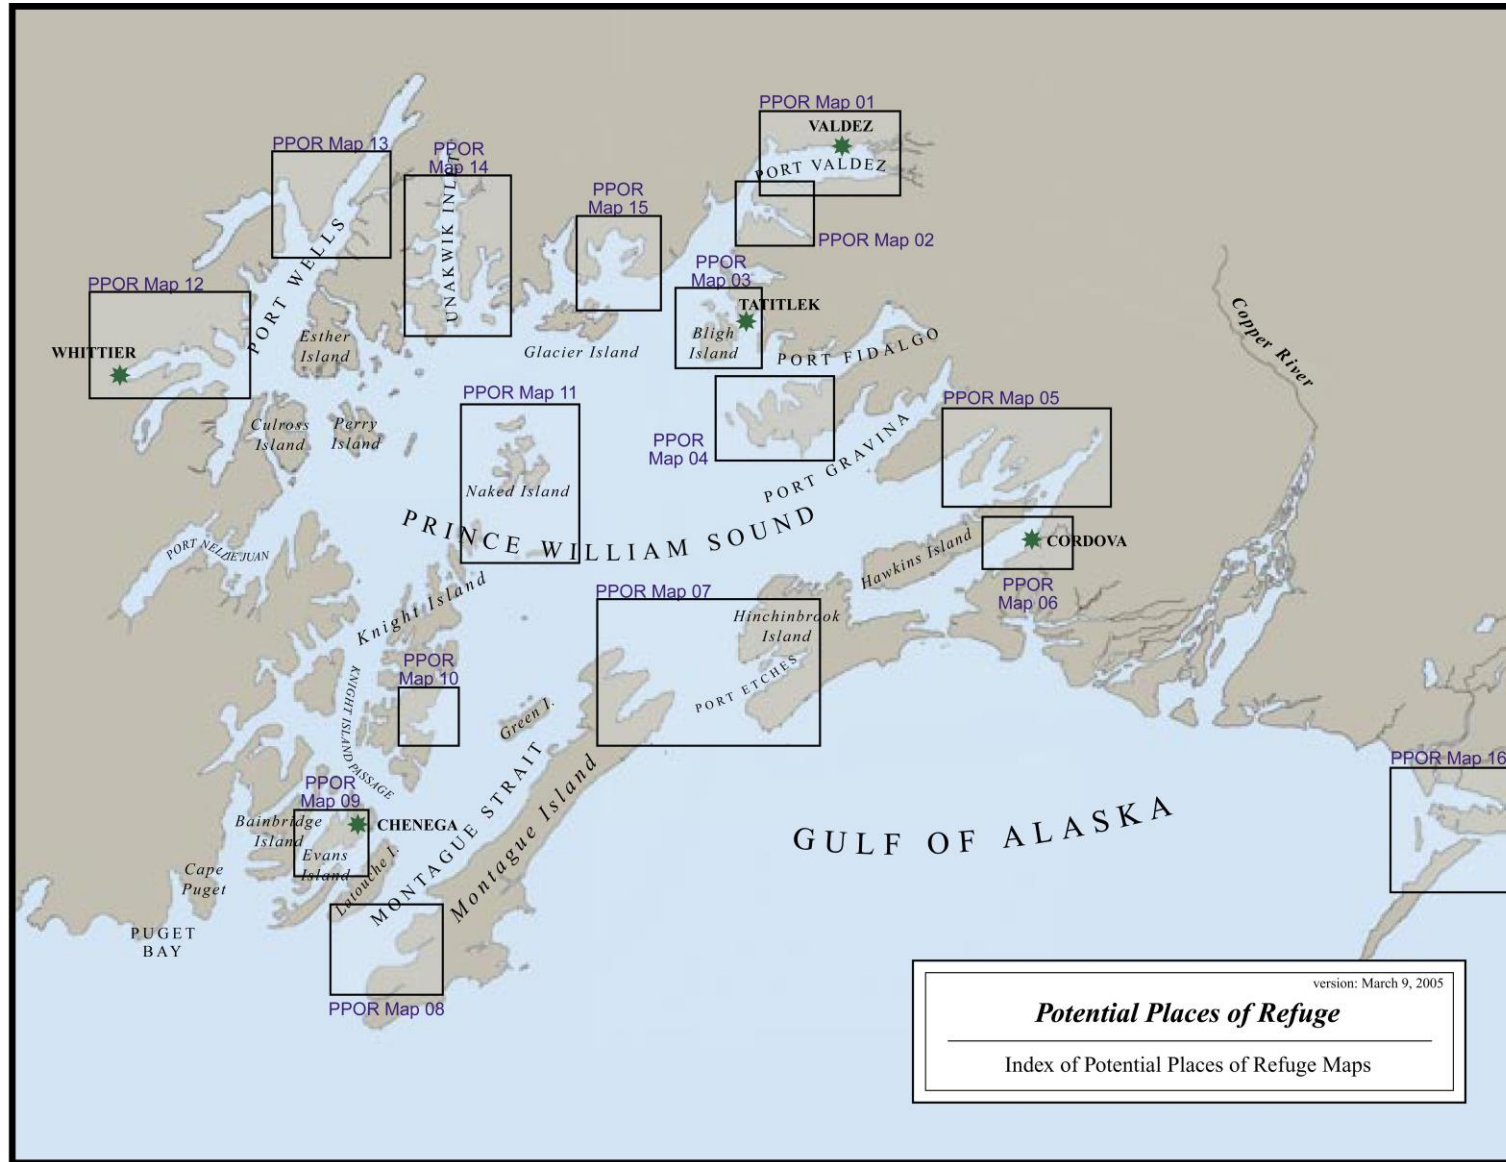 PPOR Map 01
VALDEZ
PORT VALDEZ
PPOR Map 13
PPOR
Map 14
UNAKWIK INLET
PPOR
Map 15
PPOR Map 02
PORT WELLS
PPOR
Map 03
TATITLEK
Bligh
Island
PPOR Map 12
WHITTIER
Esther
Island
Glacier Island
PORT FIDALGO
Copper River
PPOR Map 11
PPOR Map 05
Culross
Island
Perry
Island
PPOR
Map 04
PORT GRAVINA
Naked Island
PRINCE WILLIAM SOUND
PORT NELLIE JUAN
Hawkins Island
CORDOVA
PPOR
Map 06
Knight Island
PPOR Map 07
Hinchinbrook
Island
PORT ETCHES
PPOR
Map 10
KNIGHT ISLAND PASSAGE
Green I.
PPOR
Map 09
MONTAGUE STRAIT
Montague Island
PPOR Map 16
Bainbridge
Island
CHENEGA
Evans
Island
Latouche I.
GULF OF ALASKA
Cape
Puget
PUGET
BAY
PPOR Map 08
version: March 9, 2005
Potential Places of Refuge
Index of Potential Places of Refuge Maps